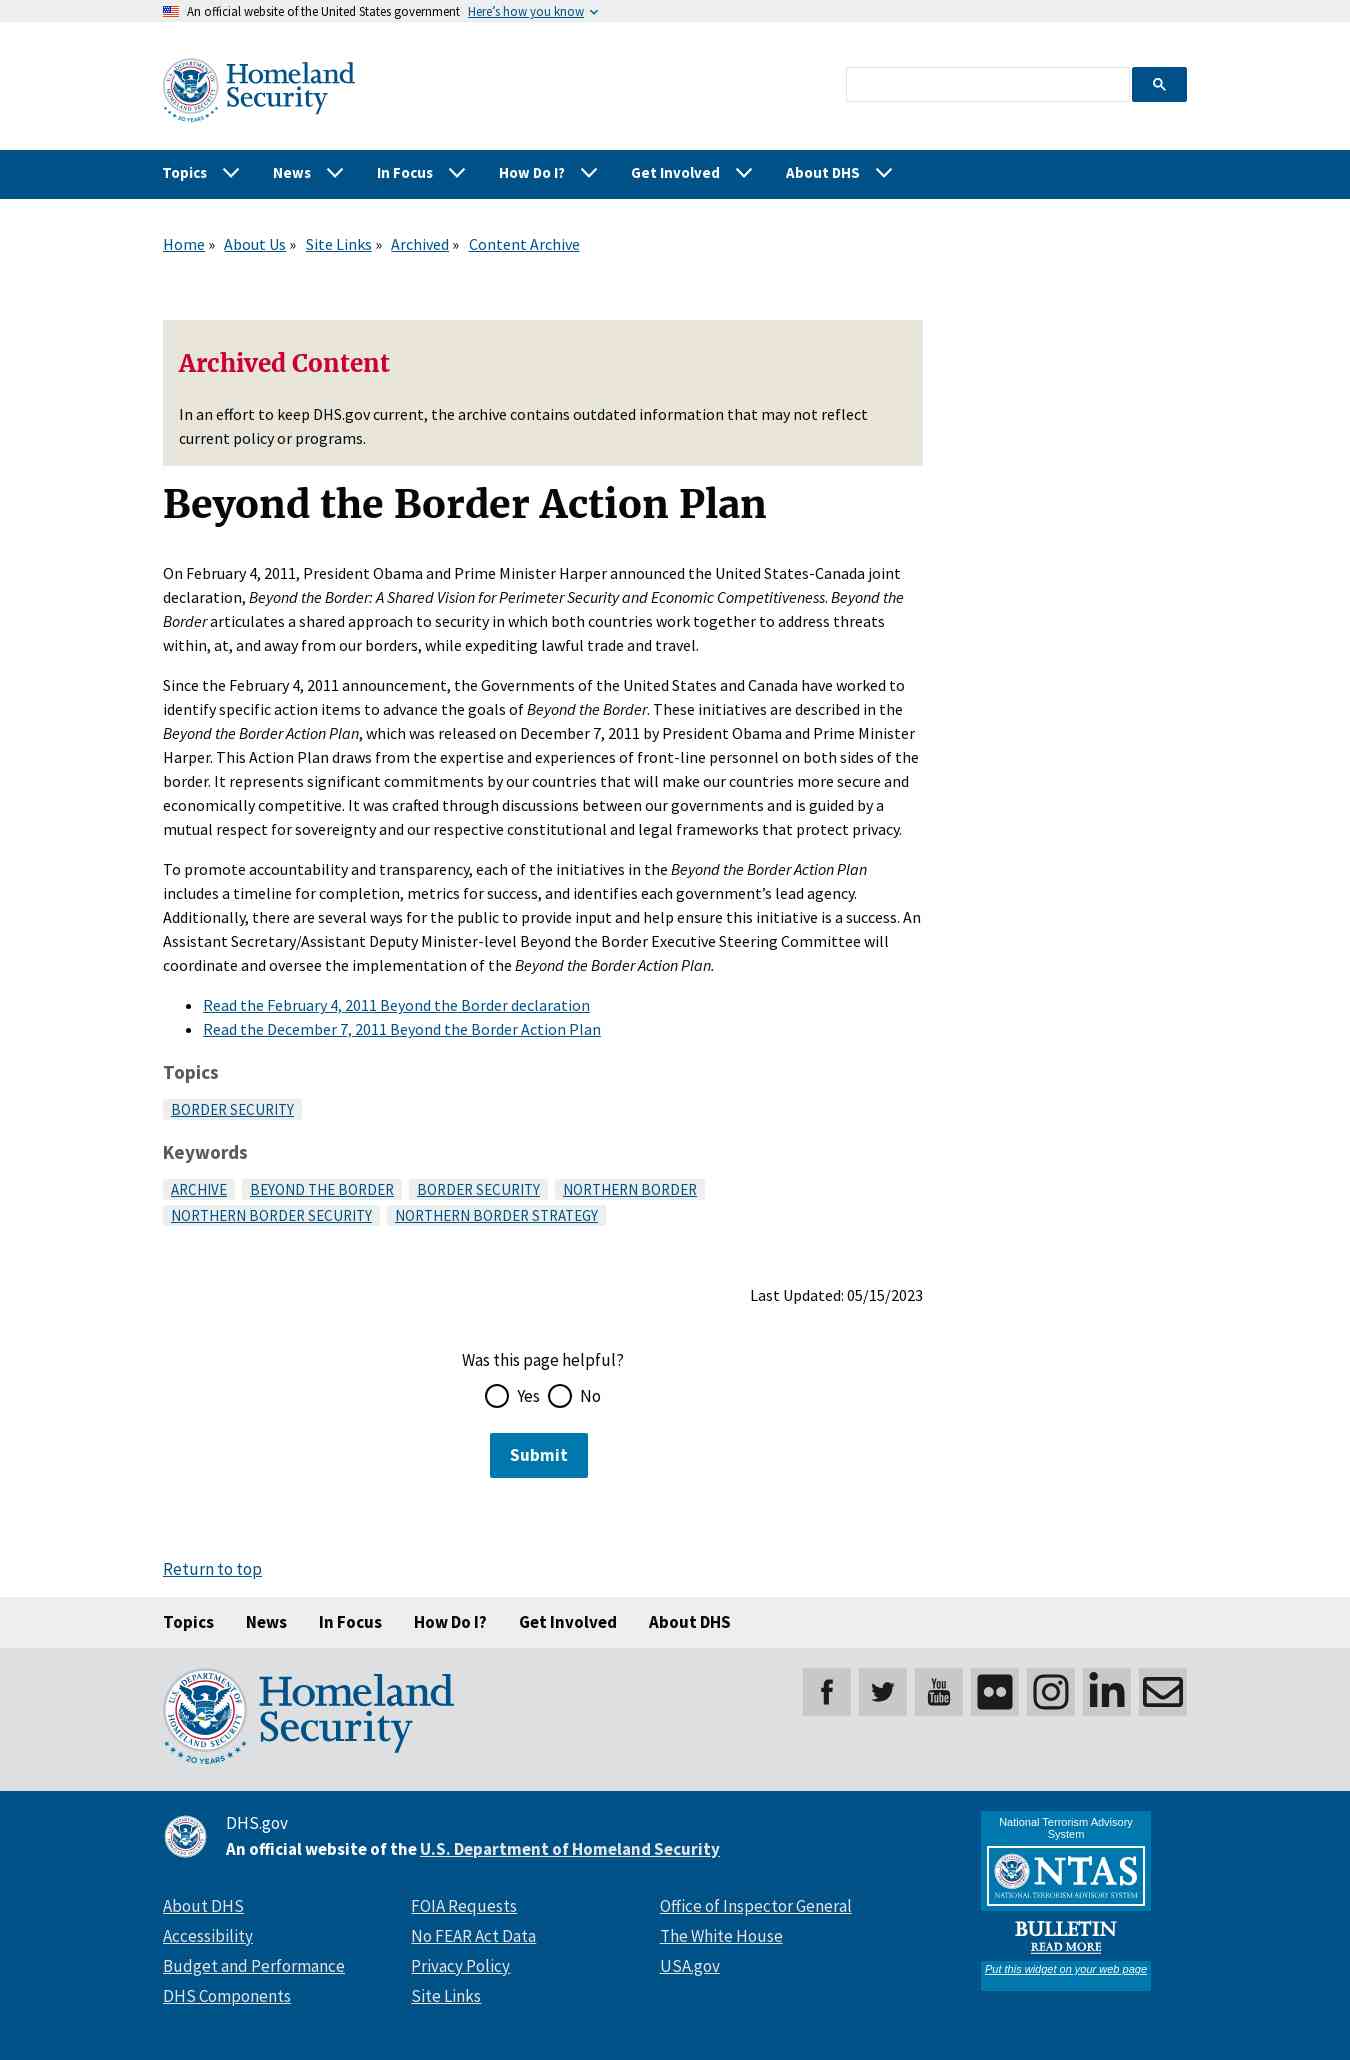 An official website of the United States government Here's how you know
U.S. DEPARTMENT OF HOMELAND SECURITY
20 YEARS
Homeland
Security
Topics News In Focus How Do I? Get Involved About DHS
Home » About Us » Site Links » Archived » Content Archive
Archived Content
In an effort to keep DHS.gov current, the archive contains outdated information that may not reflect
current policy or programs.
Beyond the Border Action Plan
On February 4, 2011, President Obama and Prime Minister Harper announced the United States-Canada joint
declaration, Beyond the Border: A Shared Vision for Perimeter Security and Economic Competitiveness. Beyond the
Border articulates a shared approach to security in which both countries work together to address threats
within, at, and away from our borders, while expediting lawful trade and travel.
Since the February 4, 2011 announcement, the Governments of the United States and Canada have worked to
identify specific action items to advance the goals of Beyond the Border. These initiatives are described in the
Beyond the Border Action Plan, which was released on December 7, 2011 by President Obama and Prime Minister
Harper. This Action Plan draws from the expertise and experiences of front-line personnel on both sides of the
border. It represents significant commitments by our countries that will make our countries more secure and
economically competitive. It was crafted through discussions between our governments and is guided by a
mutual respect for sovereignty and our respective constitutional and legal frameworks that protect privacy.
To promote accountability and transparency, each of the initiatives in the Beyond the Border Action Plan
includes a timeline for completion, metrics for success, and identifies each government’s lead agency.
Additionally, there are several ways for the public to provide input and help ensure this initiative is a success. An
Assistant Secretary/Assistant Deputy Minister-level Beyond the Border Executive Steering Committee will
coordinate and oversee the implementation of the Beyond the Border Action Plan.
Read the February 4, 2011 Beyond the Border declaration
Read the December 7, 2011 Beyond the Border Action Plan
Topics
BORDER SECURITY
Keywords
ARCHIVE BEYOND THE BORDER BORDER SECURITY NORTHERN BORDER
NORTHERN BORDER SECURITY NORTHERN BORDER STRATEGY
Last Updated: 05/15/2023
Was this page helpful?
Yes No
Submit
Return to top
Topics News In Focus How Do I? Get Involved About DHS
U.S. DEPARTMENT OF HOMELAND SECURITY
20 YEARS
Homeland
Security
You
Tube
DHS.gov
An official website of the U.S. Department of Homeland Security
About DHS FOIA Requests Office of Inspector General
Accessibility No FEAR Act Data The White House
Budget and Performance Privacy Policy USA.gov
DHS Components Site Links
National Terrorism Advisory
System
NTAS
NATIONAL TERRORISM ADVISORY SYSTEM
BULLETIN
READ MORE
Put this widget on your web page